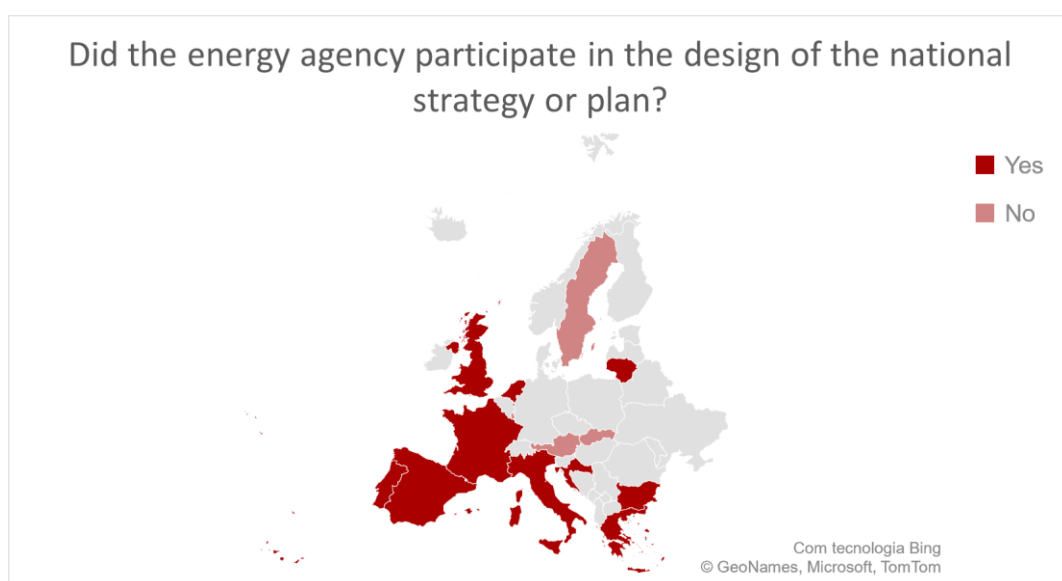 Did the energy agency participate in the design of the national
strategy or plan?
Yes
No
Com tecnologia Bing
© GeoNames, Microsoft, TomTom